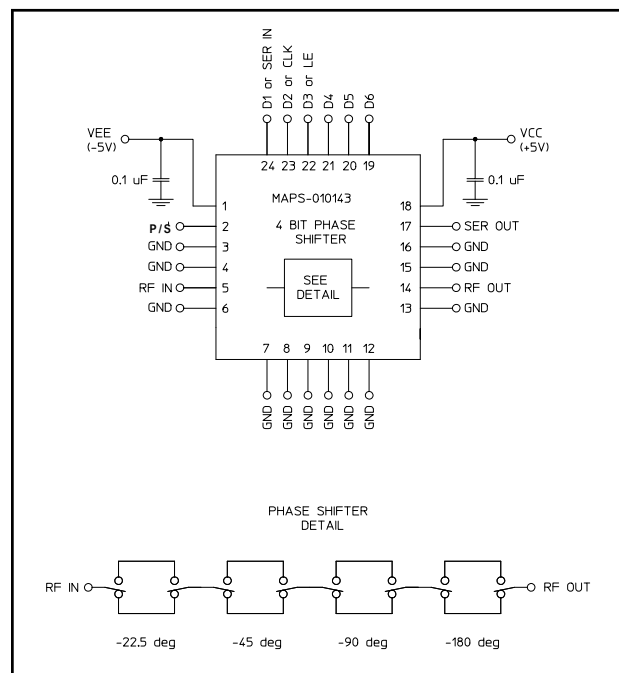 D1 or SER IN
D2 or CLK
D3 or LE
D4
D5
D6
VEE
(-5V)
VCC
(+5V)
0.1 uF
0.1 uF
24 23 22 21 20 19
MAPS-010143
4 BIT PHASE
SHIFTER
SEE
DETAIL
1
P/S 2
GND 3
GND 4
RF IN 5
GND 6
18
17 SER OUT
16 GND
15 GND
14 RF OUT
13 GND
7 8 9 10 11 12
GND GND GND GND GND GND
PHASE SHIFTER
DETAIL
RF IN
RF OUT
-22.5 deg -45 deg -90 deg -180 deg